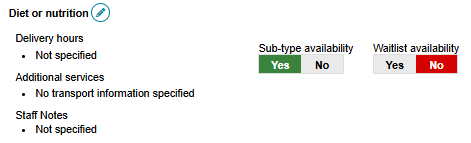 Diet or nutrition
Delivery hours
• Not specified
Sub-type availability
Yes No
Waitlist availability
Yes No
Additional services
• No transport information specified
Staff Notes
• Not specified